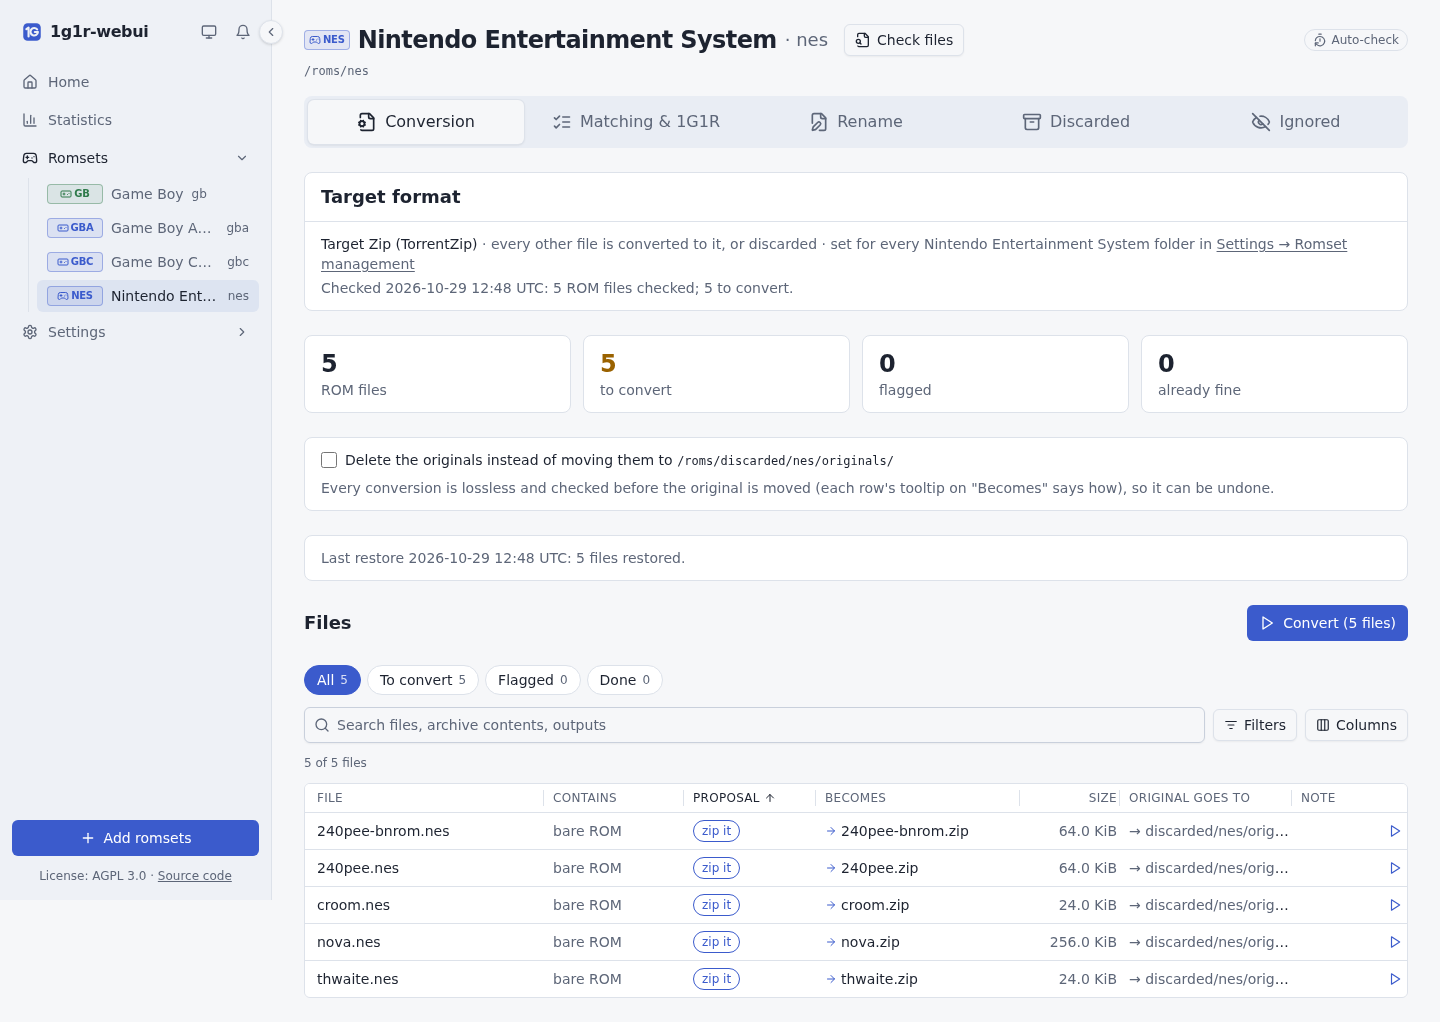 1G 1g1r-webui
Home
Statistics
Romsets
GB Game Boy gb
GBA Game Boy A... gba
GBC Game Boy C... gbc
NES Nintendo Ent... nes
Settings
Add romsets
License: AGPL 3.0 · Source code
NES Nintendo Entertainment System · nes
Check files
Auto-check
/roms/nes
Conversion
Matching & 1G1R
Rename
Discarded
Ignored
Target format
Target Zip (TorrentZip) · every other file is converted to it, or discarded · set for every Nintendo Entertainment System folder in Settings → Romset
management
Checked 2026-10-29 12:48 UTC: 5 ROM files checked; 5 to convert.
5
ROM files
5
to convert
0
flagged
0
already fine
Delete the originals instead of moving them to /roms/discarded/nes/originals/
Every conversion is lossless and checked before the original is moved (each row's tooltip on "Becomes" says how), so it can be undone.
Last restore 2026-10-29 12:48 UTC: 5 files restored.
Files
Convert (5 files)
All 5
To convert 5
Flagged 0
Done 0
Search files, archive contents, outputs
Filters
Columns
5 of 5 files
FILE CONTAINS PROPOSAL ↑ BECOMES SIZE ORIGINAL GOES TO NOTE
240pee-bnrom.nes bare ROM zip it → 240pee-bnrom.zip 64.0 KiB → discarded/nes/orig...
240pee.nes bare ROM zip it → 240pee.zip 64.0 KiB → discarded/nes/orig...
croom.nes bare ROM zip it → croom.zip 24.0 KiB → discarded/nes/orig...
nova.nes bare ROM zip it → nova.zip 256.0 KiB → discarded/nes/orig...
thwaite.nes bare ROM zip it → thwaite.zip 24.0 KiB → discarded/nes/orig...